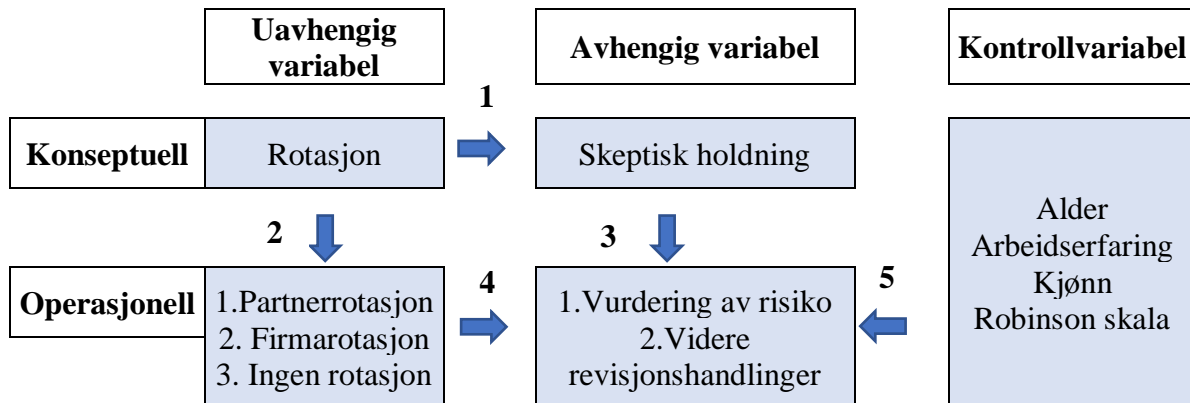 Uavhengig
variabel
Avhengig variabel
Kontrollvariabel
1
Konseptuell
Rotasjon
Skeptisk holdning
2
3
Operasjonell
1.Partnerrotasjon
2. Firmarotasjon
3. Ingen rotasjon
4
1.Vurdering av risiko
2.Videre
revisjonshandlinger
5
Alder
Arbeidserfaring
Kjønn
Robinson skala